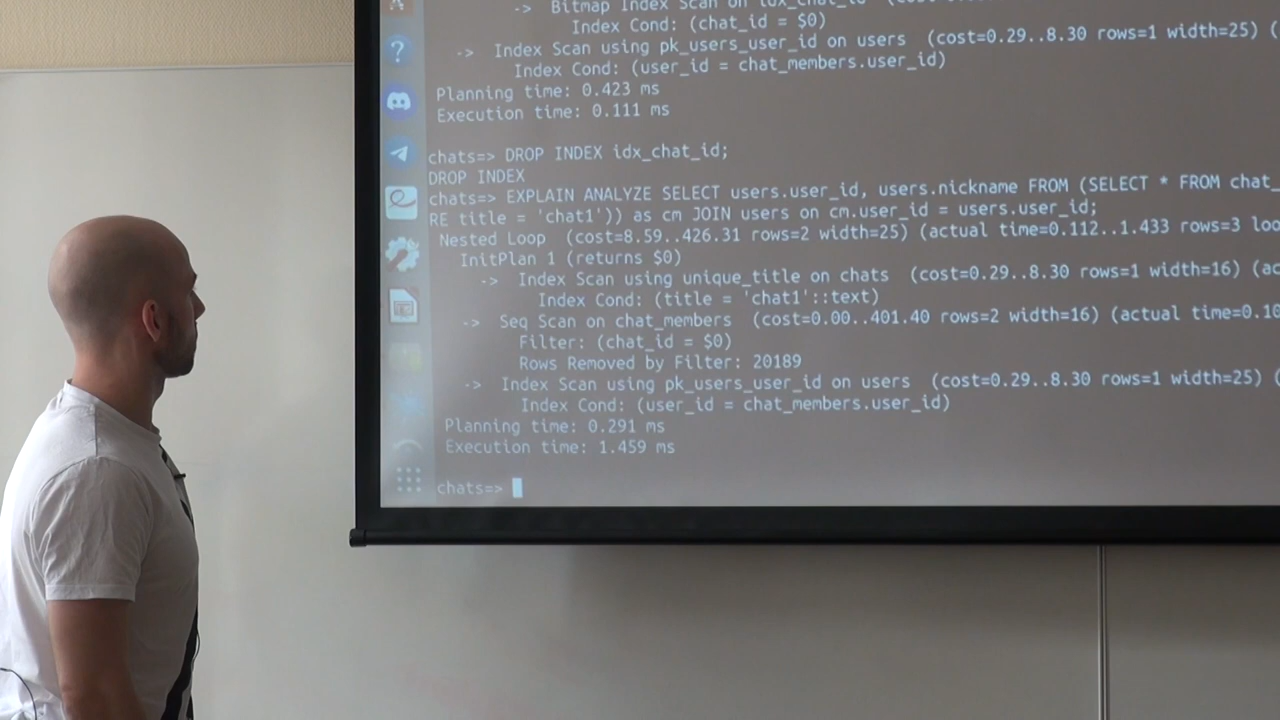 -> Bitmap Index Scan on idx_chat_id (cos
Index Cond: (chat_id = $0)
-> Index Scan using pk_users_user_id on users (cost=0.29..8.30 rows=1 width=25) (
Index Cond: (user_id = chat_members.user_id)
Planning time: 0.423 ms
Execution time: 0.111 ms
chats=> DROP INDEX idx_chat_id;
DROP INDEX
chats=> EXPLAIN ANALYZE SELECT users.user_id, users.nickname FROM (SELECT * FROM chat_
RE title = 'chat1')) as cm JOIN users on cm.user_id = users.user_id;
Nested Loop (cost=8.59..426.31 rows=2 width=25) (actual time=0.112..1.433 rows=3 loo
InitPlan 1 (returns $0)
-> Index Scan using unique_title on chats (cost=0.29..8.30 rows=1 width=16) (ac
Index Cond: (title = 'chat1'::text)
-> Seq Scan on chat_members (cost=0.00..401.40 rows=2 width=16) (actual time=0.10
Filter: (chat_id = $0)
Rows Removed by Filter: 20189
-> Index Scan using pk_users_user_id on users (cost=0.29..8.30 rows=1 width=25) (
Index Cond: (user_id = chat_members.user_id)
Planning time: 0.291 ms
Execution time: 1.459 ms
chats=>